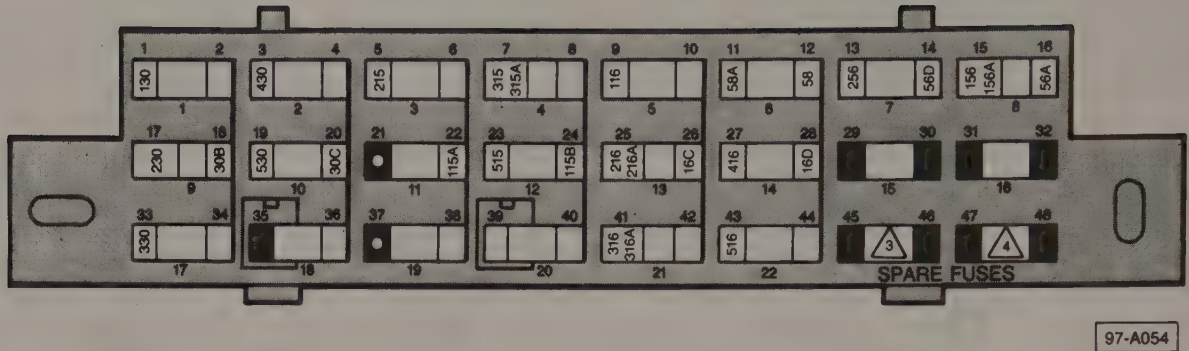 1 2 3 4 5 6 7 8 9 10 11 12 13 14 15 16
130 430 215 315 315A 116 58A 58 256 56D 156 156A 56A
1 2 3 4 5 6 7 8
17 18 19 20 21 22 23 24 25 26 27 28 29 30 31 32
230 30B 530 30C 115A 515 115B 216 216A 16C 416 16D
9 10 11 12 13 14 15 16
33 34 35 36 37 38 39 40 41 42 43 44 45 46 47 48
330 316 316A 516 3 4
17 18 19 20 21 22 SPARE FUSES
97-A054